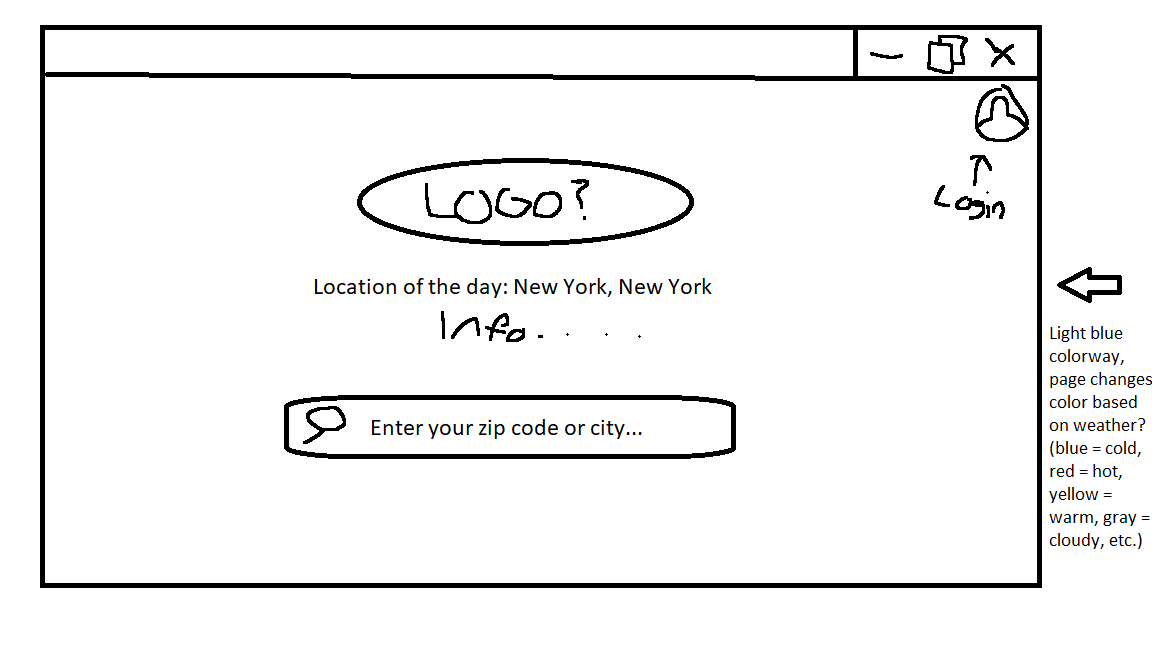 Login
LOGO?
Location of the day: New York, New York
Info. . . .
Enter your zip code or city...
Light blue
colorway,
page changes
color based
on weather?
(blue = cold,
red = hot,
yellow =
warm, gray =
cloudy, etc.)